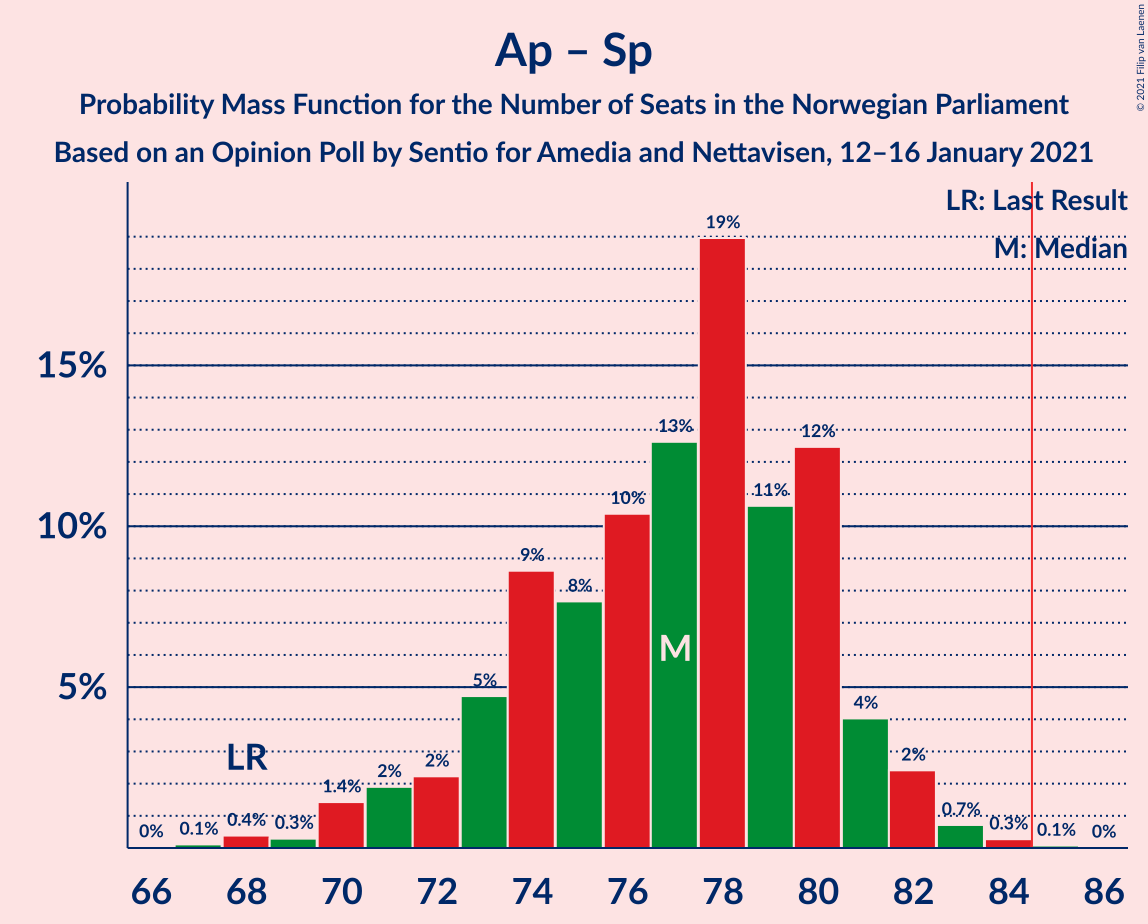 Ap – Sp
Probability Mass Function for the Number of Seats in the Norwegian Parliament
Based on an Opinion Poll by Sentio for Amedia and Nettavisen, 12–16 January 2021
© 2021 Filip van Laenen
LR: Last Result
M: Median
15%
10%
5%
0%
0.1%
0.4%
0.3%
1.4%
2%
2%
5%
9%
8%
10%
13%
19%
11%
12%
4%
2%
0.7%
0.3%
0.1%
0%
LR
M
66 68 70 72 74 76 78 80 82 84 86